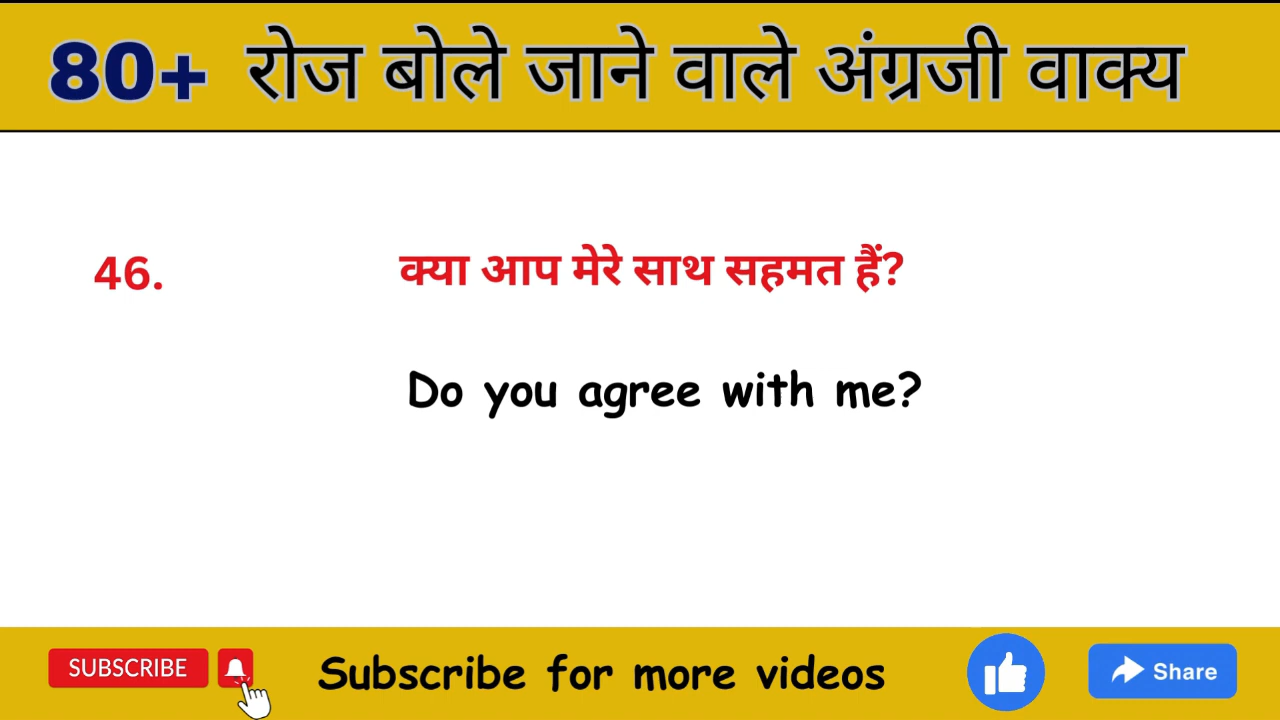 80+ रोज बोले जाने वाले अंग्रजी वाक्य
46. क्या आप मेरे साथ सहमत हैं?
Do you agree with me?
SUBSCRIBE Subscribe for more videos Share